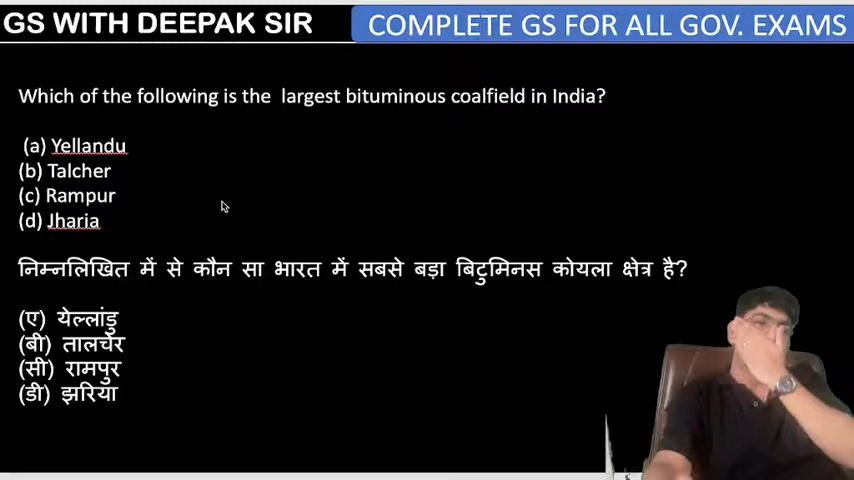 GS WITH DEEPAK SIR
COMPLETE GS FOR ALL GOV. EXAMS
Which of the following is the largest bituminous coalfield in India?
(a) Yellandu
(b) Talcher
(c) Rampur
(d) Jharia
निम्नलिखित में से कौन सा भारत में सबसे बड़ा बिटुमिनस कोयला क्षेत्र है?
(ए) येल्लांडु
(बी) तालचेर
(सी) रामपुर
(डी) झरिया